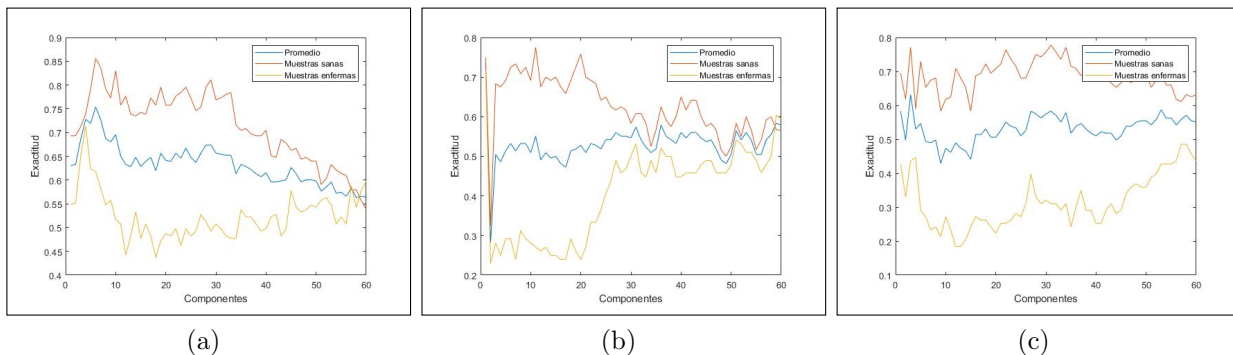 0.9
0.85
0.8
0.75
0.7
0.65
0.6
0.55
0.5
0.45
0.4
0 10 20 30 40 50 60
Exactitud
Componentes
Promedio
Muestras sanas
Muestras enfermas
(a)
0.8
0.7
0.6
0.5
0.4
0.3
0.2
0 10 20 30 40 50 60
Exactitud
Componentes
Promedio
Muestras sanas
Muestras enfermas
(b)
0.8
0.7
0.6
0.5
0.4
0.3
0.2
0.1
0 10 20 30 40 50 60
Exactitud
Componentes
Promedio
Muestras sanas
Muestras enfermas
(c)